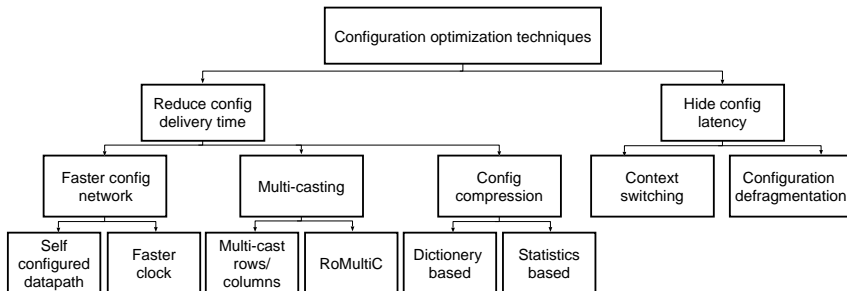 Configuration optimization techniques
Reduce config
delivery time
Hide config
latency
Faster config
network
Multi-casting
Config
compression
Context
switching
Configuration
defragmentation
Self
configured
datapath
Faster
clock
Multi-cast
rows/
columns
RoMultiC
Dictionery
based
Statistics
based